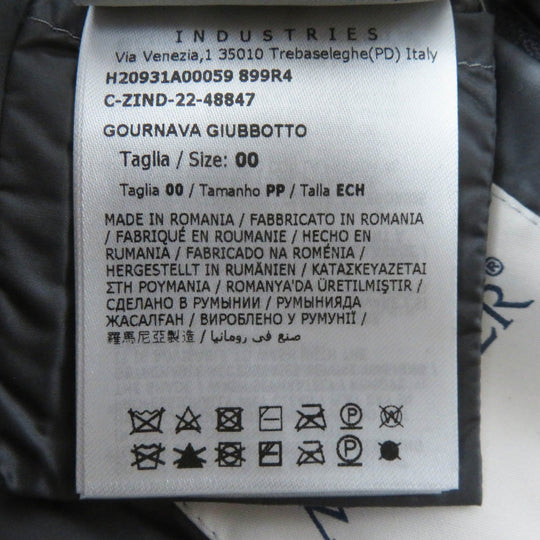 INDUSTRIES
Via Venezia,1 35010 Trebaseleghe(PD) Italy
H20931A00059 899R4
C-ZIND-22-48847
GOURNAVA GIUBBOTTO
Taglia / Size: 00
Taglia 00 / Tamanho PP / Talla ECH
MADE IN ROMANIA / FABBRICATO IN ROMANIA
/ FABRIQUÉ EN ROUMANIE / HECHO EN
RUMANIA / FABRICADO NA ROMÉNIA /
HERGESTELLT IN RUMÄNIEN / ΚΑΤΑΣΚΕΥΑΖΕΤΑΙ
ΣΤΗ ΡΟΥΜΑΝΙΑ / ROMANYA'DA ÜRETILMIŞTIR /
СДЕЛАНО В РУМЫНИИ / РУМЫНИЯДА
ЖАСАЛҒАН / ВИРОБЛЕНО У РУМУНІЇ /
羅馬尼亞製造 / صنع في رومانيا
ER®